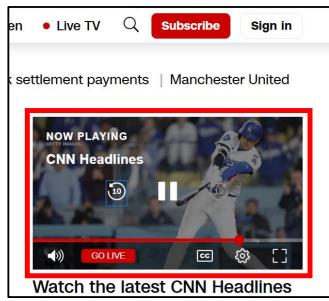 en • Live TV Subscribe Sign in
k settlement payments | Manchester United
NOW PLAYING
GETTY IMAGES
CNN Headlines
10
GO LIVE CC
Watch the latest CNN Headlines